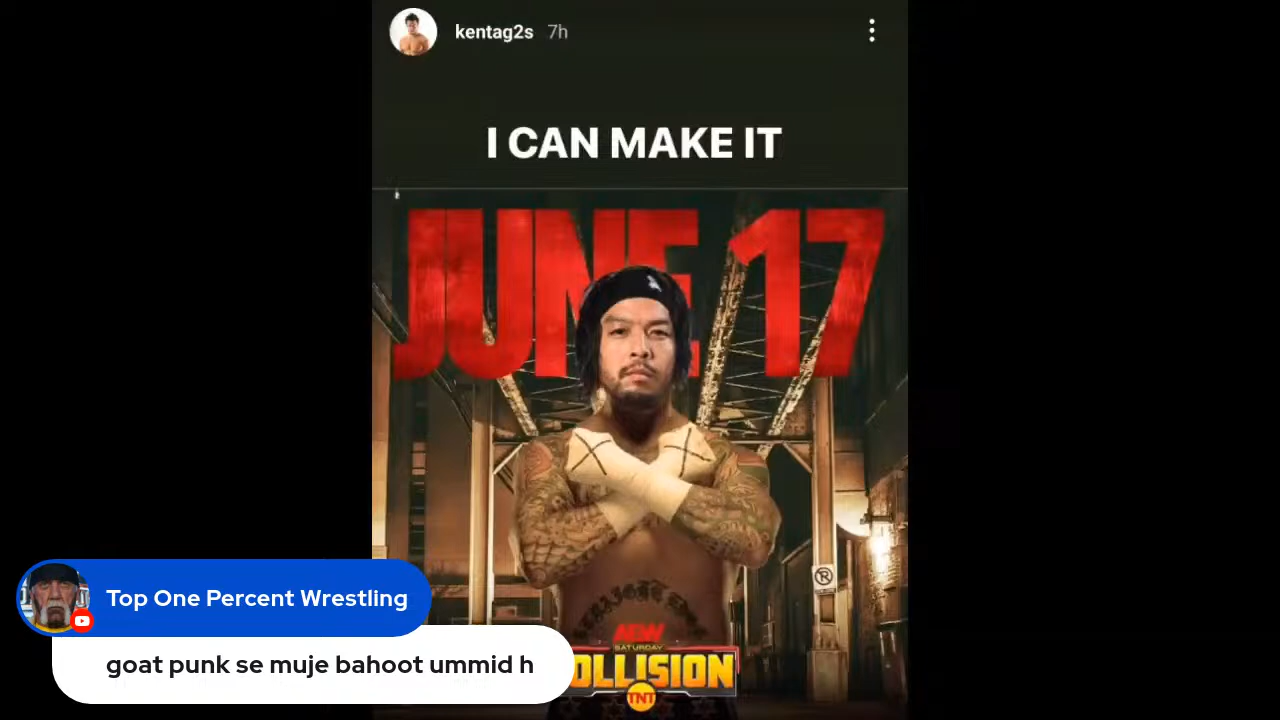 kentag2s 7h
I CAN MAKE IT
JUNE 17
AEW
SATURDAY
OLLISION
TNT
Top One Percent Wrestling
goat punk se muje bahoot ummid h